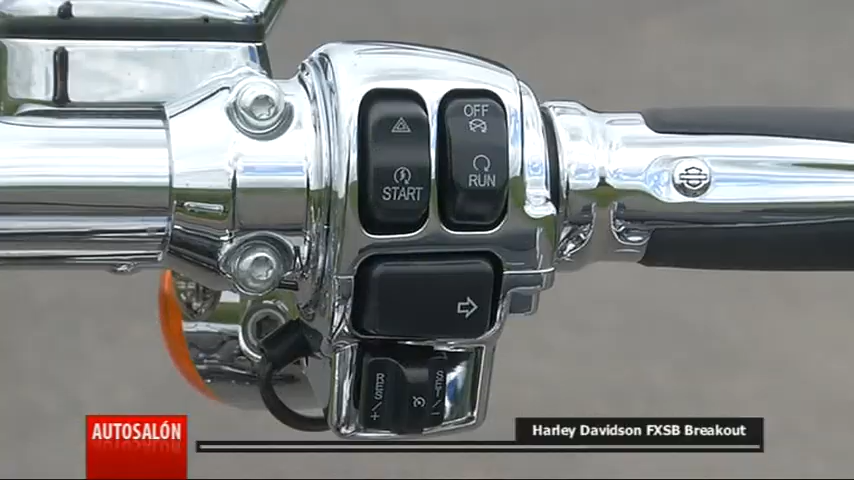 OFF
START
RUN
RES/+
SET/-
AUTOSALÓN
Harley Davidson FXSB Breakout